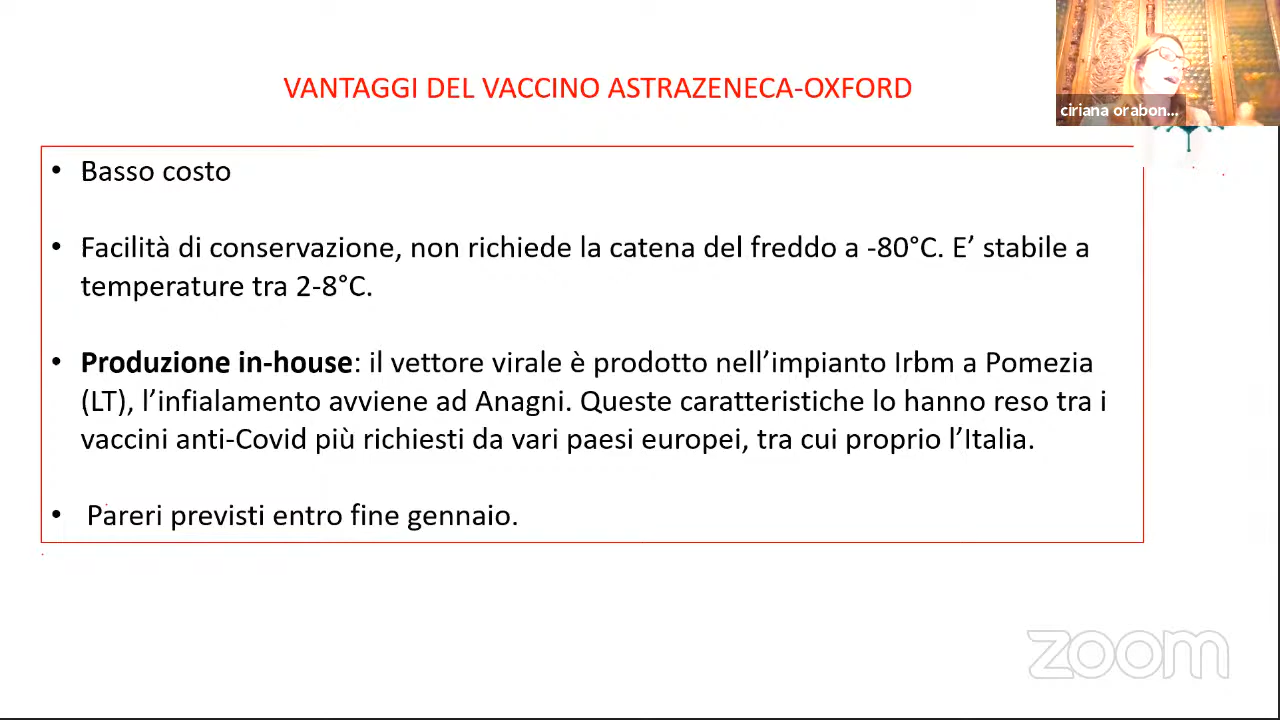 VANTAGGI DEL VACCINO ASTRAZENECA-OXFORD
ciriana orabon...
• Basso costo
• Facilità di conservazione, non richiede la catena del freddo a -80°C. E’ stabile a
temperature tra 2-8°C.
• Produzione in-house: il vettore virale è prodotto nell’impianto Irbm a Pomezia
(LT), l’infialamento avviene ad Anagni. Queste caratteristiche lo hanno reso tra i
vaccini anti-Covid più richiesti da vari paesi europei, tra cui proprio l’Italia.
• Pareri previsti entro fine gennaio.
zoom